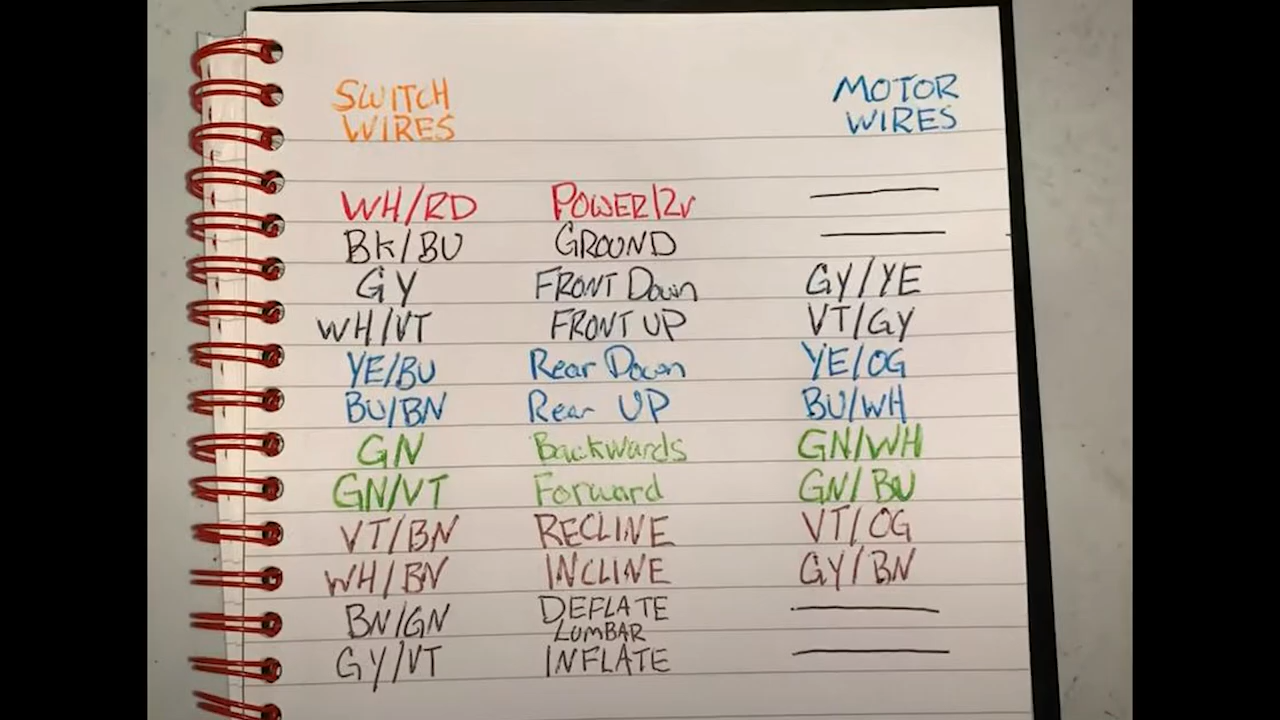 SWITCH WIRES
MOTOR WIRES
WH/RD POWER 12V ——
BK/BU GROUND ——
GY FRONT Down GY/YE
WH/VT FRONT UP VT/GY
YE/BU Rear Down YE/OG
BU/BN Rear UP BU/WH
GN Backwards GN/WH
GN/VT Forward GN/BU
VT/BN RECLINE VT/OG
WH/BN INCLINE GY/BN
BN/GN DEFLATE ——
LUMBAR
GY/VT INFLATE ——